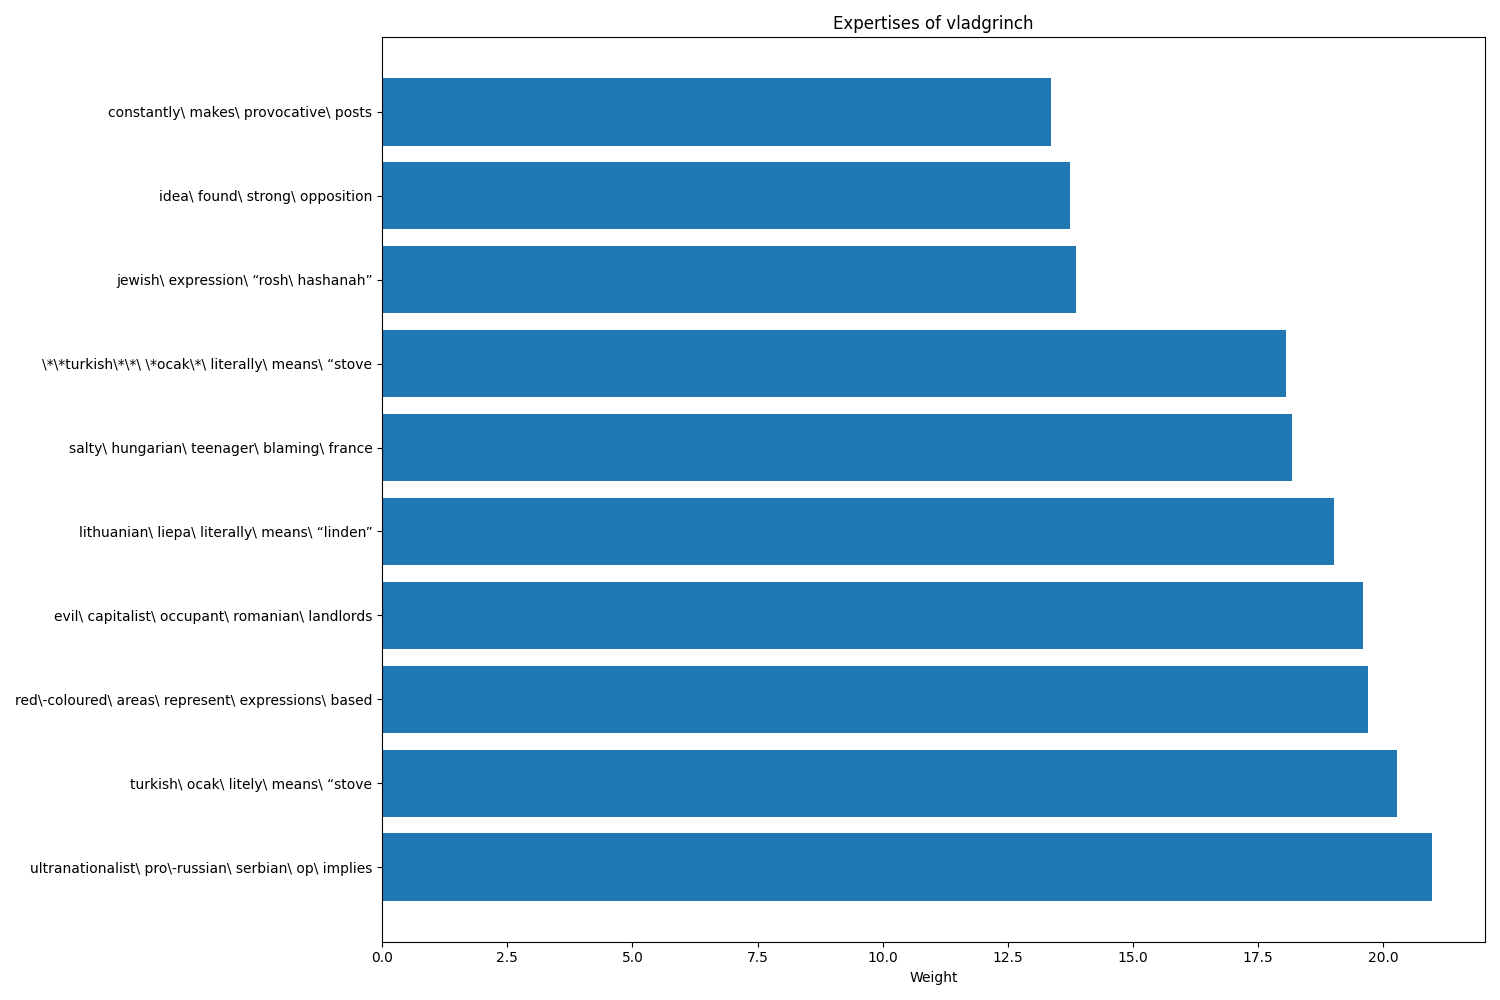 Expertises of vladgrinch
constantly\ makes\ provocative\ posts
idea\ found\ strong\ opposition
jewish\ expression\ “rosh\ hashanah”
\*\*turkish\*\*\ \*ocak\*\ literally\ means\ “stove
salty\ hungarian\ teenager\ blaming\ france
lithuanian\ liepa\ literally\ means\ “linden”
evil\ capitalist\ occupant\ romanian\ landlords
red\-coloured\ areas\ represent\ expressions\ based
turkish\ ocak\ litely\ means\ “stove
ultranationalist\ pro\-russian\ serbian\ op\ implies
0.0 2.5 5.0 7.5 10.0 12.5 15.0 17.5 20.0
Weight